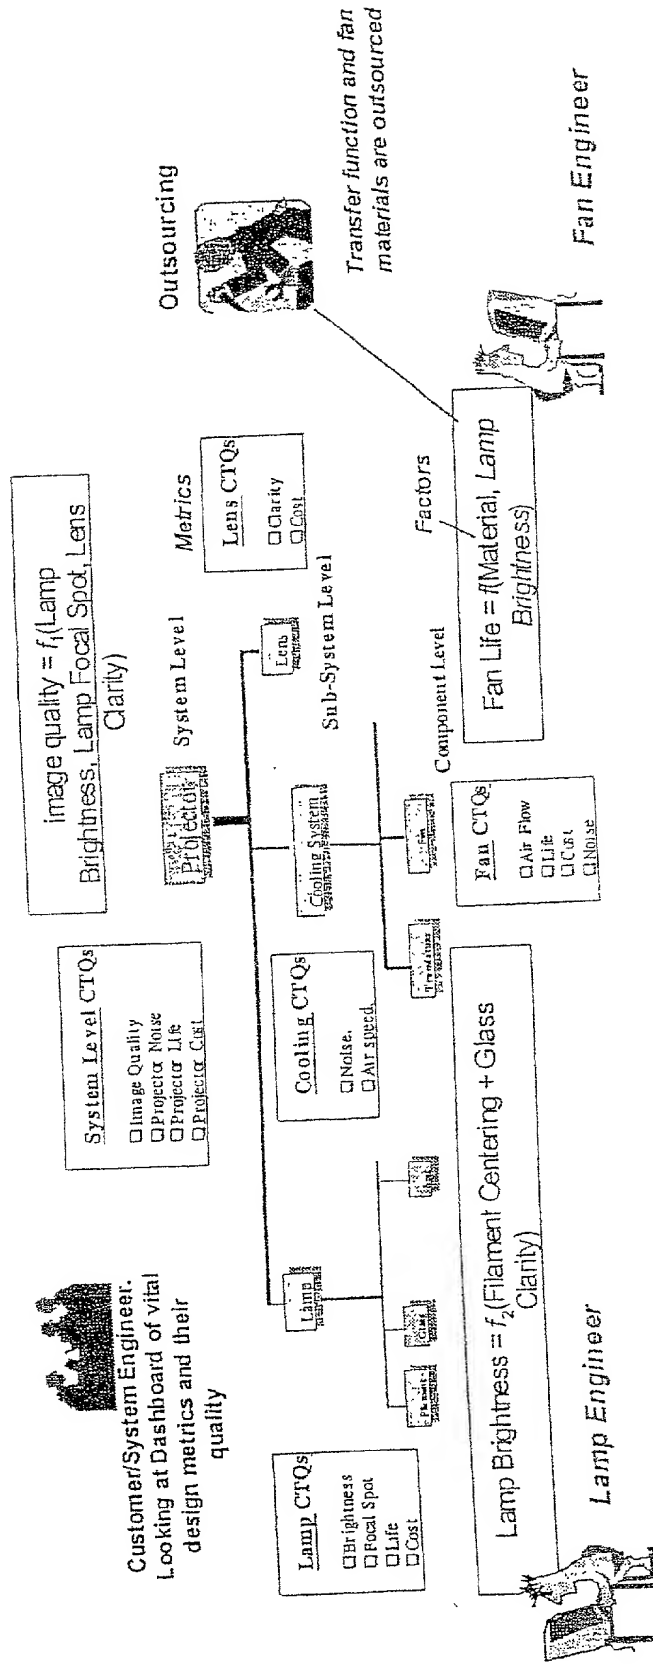 Customer/System Engineer.
Looking at Dashboard of vital
design metrics and their
quality
System Level CTQs
Image Quality
Projector Noise
Projector Life
Projector Cost
Image quality = f₁(Lamp
Brightness, Lamp Focal Spot, Lens
Clarity)
Projector
System Level
Metrics
Lens CTQs
Clarity
Cost
Outsourcing
Transfer function and fan
materials are outsourced
Lamp CTQs
Brightness
Focal Spot
Life
Cost
Lamp
Cooling CTQs
Noise.
Air speed
Cooling System
Lens
Sub-System Level
Filament
Glass
Component Level
Lamp Brightness = f₂(Filament Centering + Glass
Clarity)
Fan CTQs
Air Flow
Life
Cost
Noise
Factors
Fan Life = f(Material, Lamp
Brightness)
Lamp Engineer
Fan Engineer